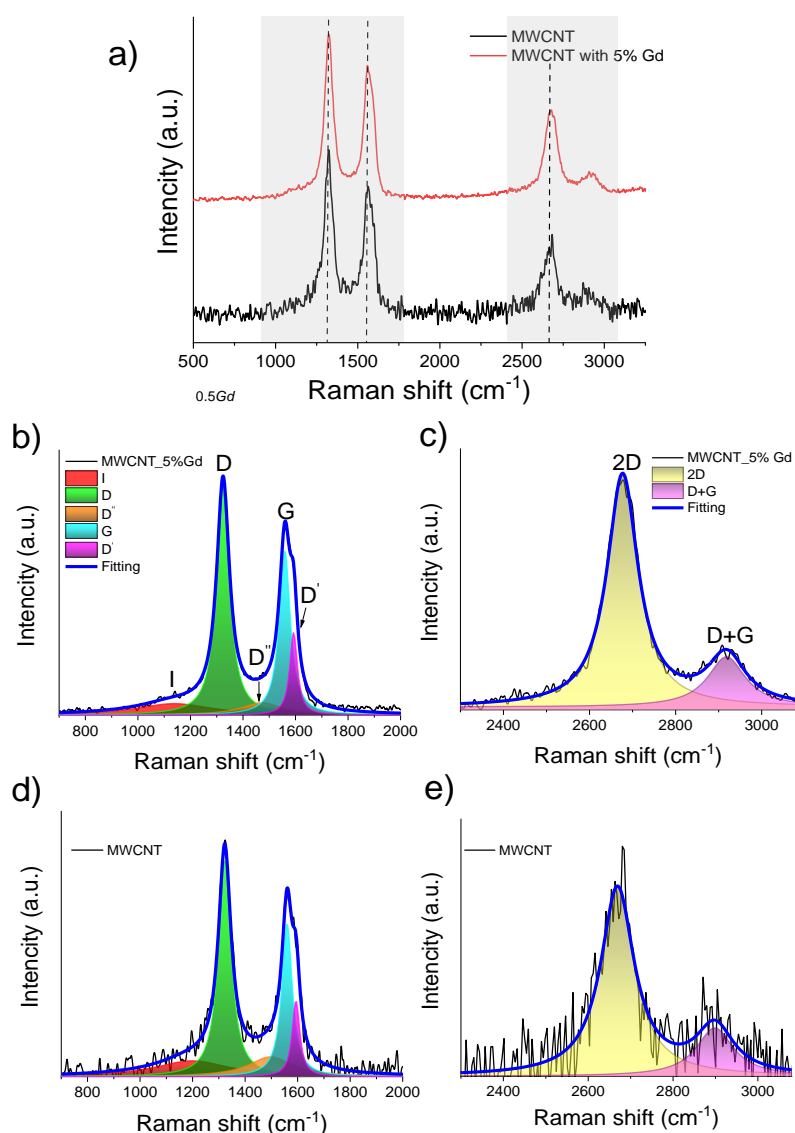 a)
MWCNT
MWCNT with 5% Gd
Intencity (a.u.)
500 1000 1500 2000 2500 3000
Raman shift (cm⁻¹)
0.5Gd
b)
MWCNT_5%Gd
I
D
D"
G
D'
Fitting
D
G
D'
D"
I
Intencity (a.u.)
800 1000 1200 1400 1600 1800 2000
Raman shift (cm⁻¹)
c)
MWCNT_5% Gd
2D
D+G
Fitting
2D
D+G
Intencity (a.u.)
2400 2600 2800 3000
Raman shift (cm⁻¹)
d)
MWCNT
Intencity (a.u.)
800 1000 1200 1400 1600 1800 2000
Raman shift (cm⁻¹)
e)
MWCNT
Intencity (a.u.)
2400 2600 2800 3000
Raman shift (cm⁻¹)